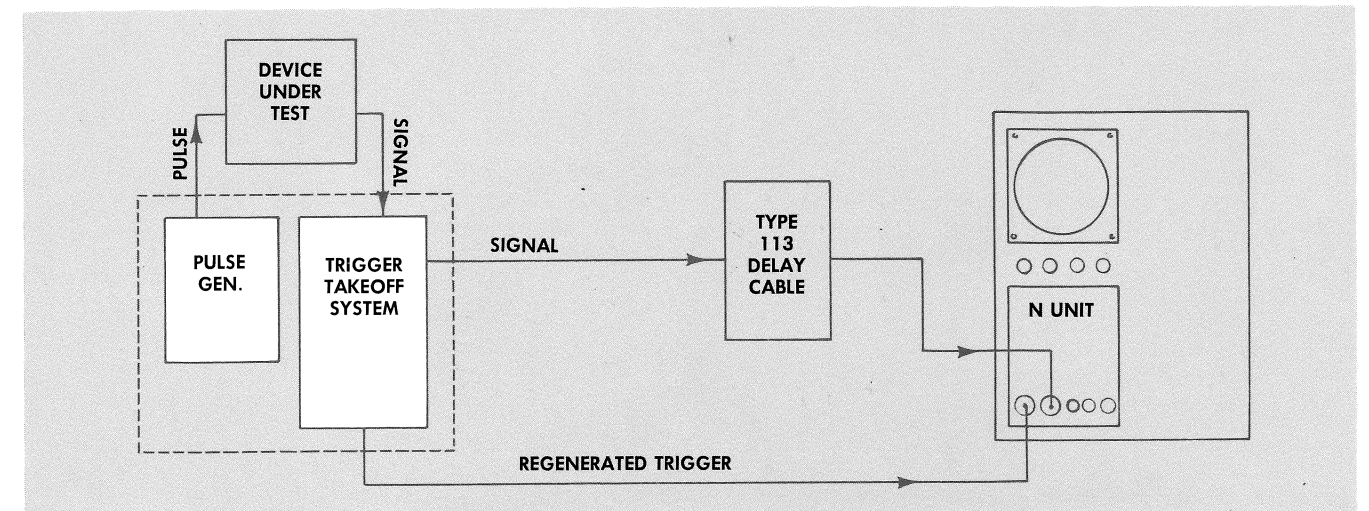 DEVICE
UNDER
TEST
PULSE
SIGNAL
PULSE
GEN.
TRIGGER
TAKEOFF
SYSTEM
SIGNAL
TYPE
113
DELAY
CABLE
N UNIT
REGENERATED TRIGGER